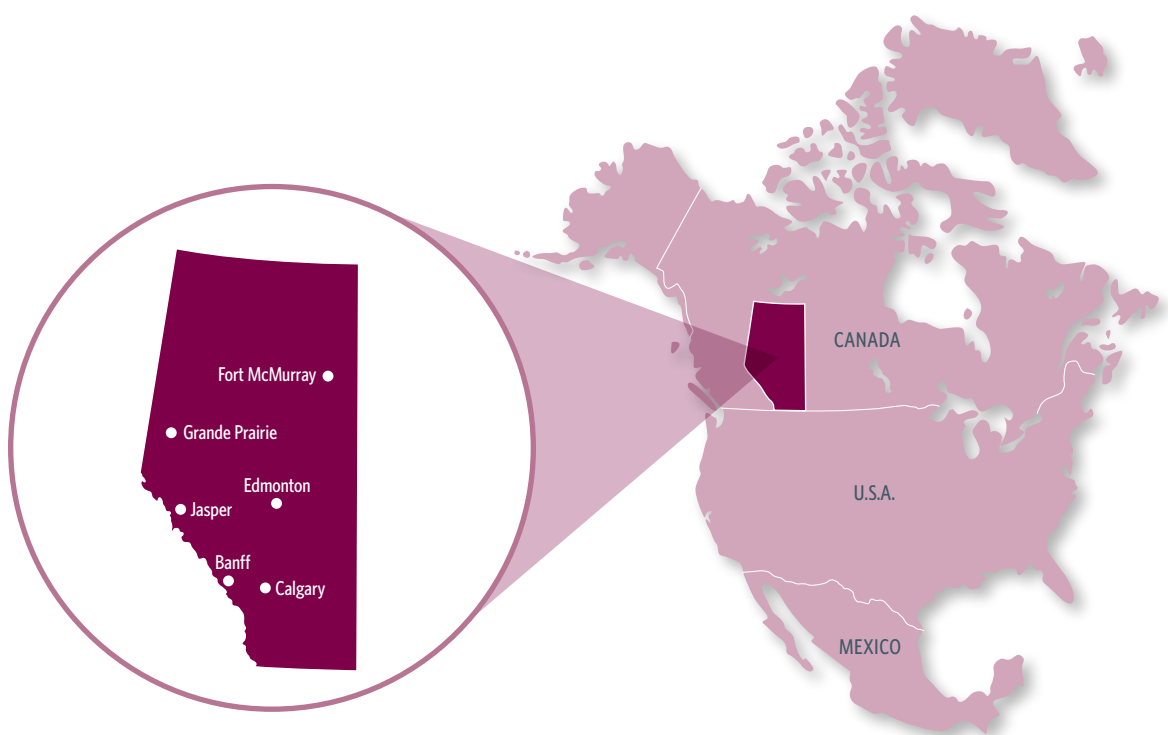 Fort McMurray
Grande Prairie
Edmonton
Jasper
Banff
Calgary
CANADA
U.S.A.
MEXICO